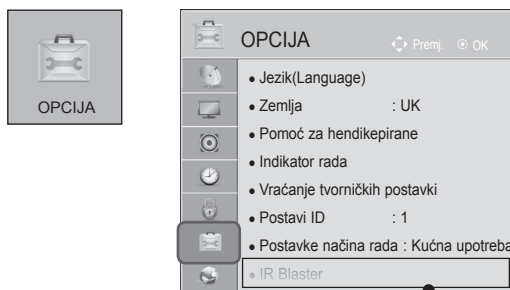 OPCIJA
OPCIJA Premj. OK
• Jezik(Language)
• Zemlja : UK
• Pomoć za hendikepirane
• Indikator rada
• Vraćanje tvorničkih postavki
• Postavi ID : 1
• Postavke načina rada : Kućna upotreba
• IR Blaster